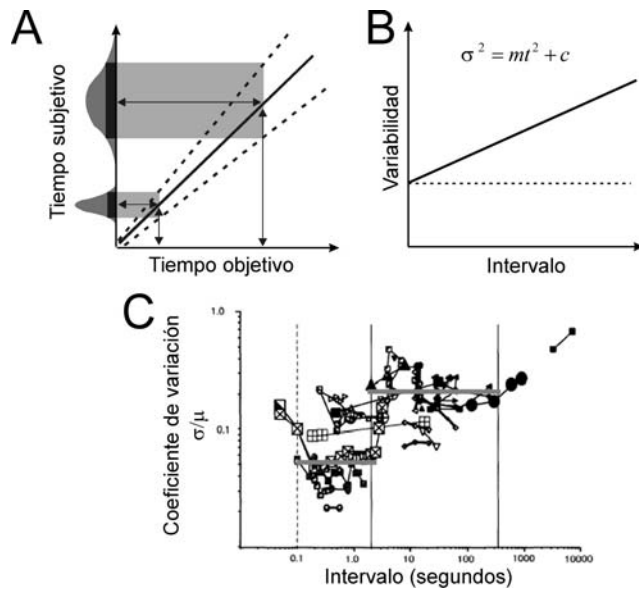 A
Tiempo subjetivo
Tiempo objetivo
B
σ² = mt² + c
Variabilidad
Intervalo
C
Coeficiente de variación
σ/μ
1.0
0.1
0.1
1.0
10
100
1000
10000
Intervalo (segundos)